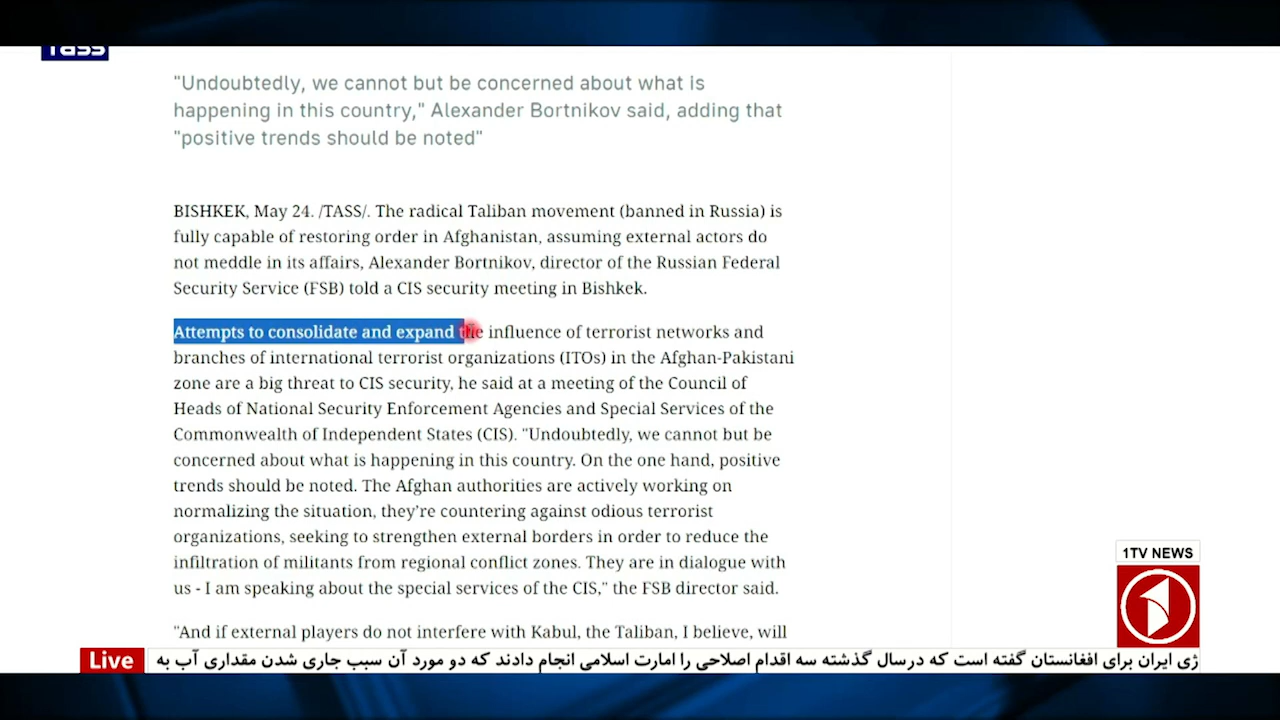 Tass
"Undoubtedly, we cannot but be concerned about what is
happening in this country," Alexander Bortnikov said, adding that
"positive trends should be noted"
BISHKEK, May 24. /TASS/. The radical Taliban movement (banned in Russia) is
fully capable of restoring order in Afghanistan, assuming external actors do
not meddle in its affairs, Alexander Bortnikov, director of the Russian Federal
Security Service (FSB) told a CIS security meeting in Bishkek.
Attempts to consolidate and expand the influence of terrorist networks and
branches of international terrorist organizations (ITOs) in the Afghan-Pakistani
zone are a big threat to CIS security, he said at a meeting of the Council of
Heads of National Security Enforcement Agencies and Special Services of the
Commonwealth of Independent States (CIS). "Undoubtedly, we cannot but be
concerned about what is happening in this country. On the one hand, positive
trends should be noted. The Afghan authorities are actively working on
normalizing the situation, they're countering against odious terrorist
organizations, seeking to strengthen external borders in order to reduce the
infiltration of militants from regional conflict zones. They are in dialogue with
us - I am speaking about the special services of the CIS," the FSB director said.
"And if external players do not interfere with Kabul, the Taliban, I believe, will
1TV NEWS
Live
ژی ایران برای افغانستان گفته است که درسال گذشته سه اقدام اصلاحی را امارت اسلامی انجام دادند که دو مورد آن سبب جاری شدن مقداری آب به